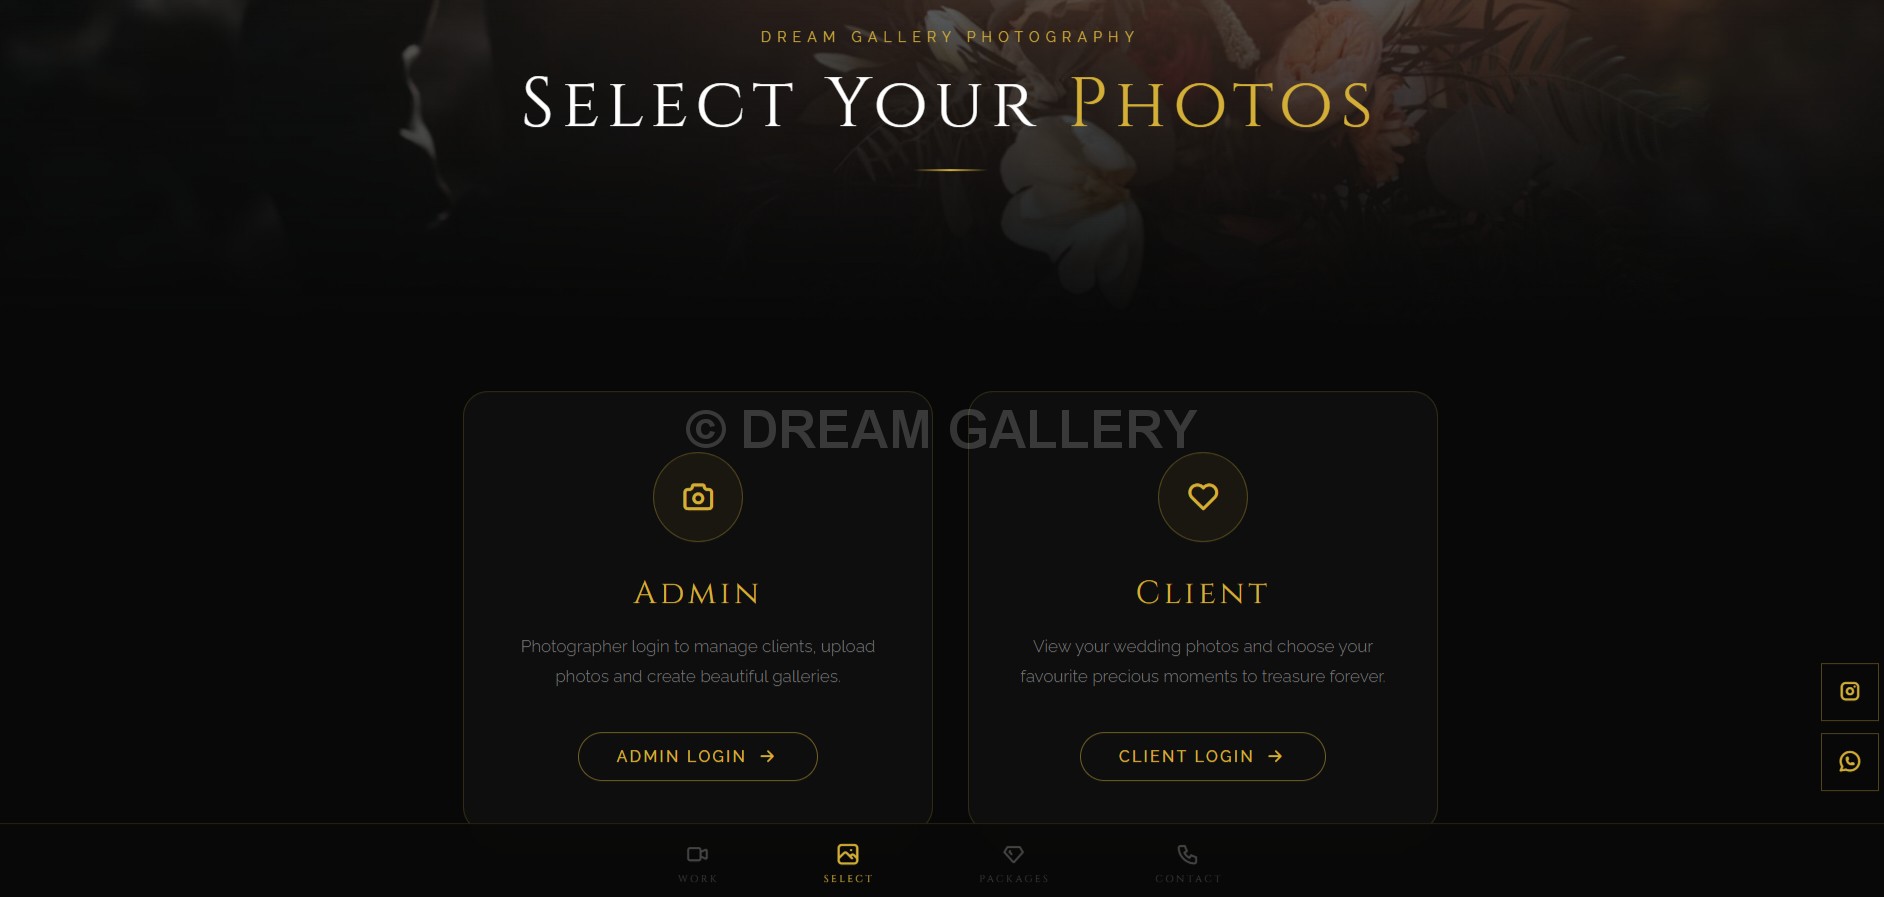 DREAM GALLERY PHOTOGRAPHY
SELECT YOUR PHOTOS
© DREAM GALLERY
ADMIN
Photographer login to manage clients, upload
photos and create beautiful galleries.
ADMIN LOGIN →
CLIENT
View your wedding photos and choose your
favourite precious moments to treasure forever.
CLIENT LOGIN →
WORK
SELECT
PACKAGES
CONTACT